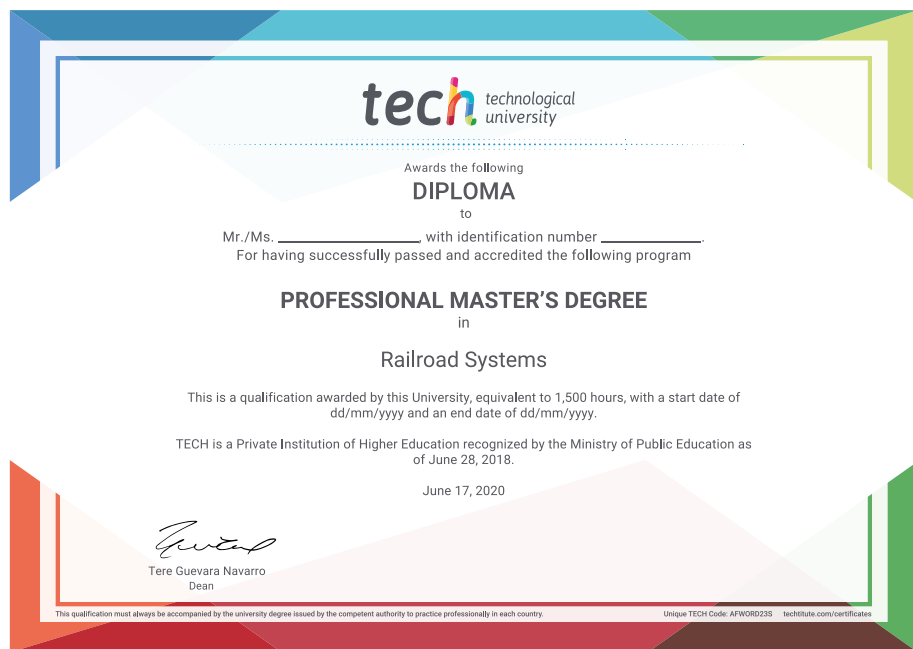 tech technological
university
Awards the following
DIPLOMA
to
Mr./Ms. ____________, with identification number ____________.
For having successfully passed and accredited the following program
PROFESSIONAL MASTER'S DEGREE
in
Railroad Systems
This is a qualification awarded by this University, equivalent to 1,500 hours, with a start date of
dd/mm/yyyy and an end date of dd/mm/yyyy.
TECH is a Private Institution of Higher Education recognized by the Ministry of Public Education as
of June 28, 2018.
June 17, 2020
Tere Guevara Navarro
Dean
This qualification must always be accompanied by the university degree issued by the competent authority to practice professionally in each country. Unique TECH Code: AFWORD23S techtitute.com/certificates